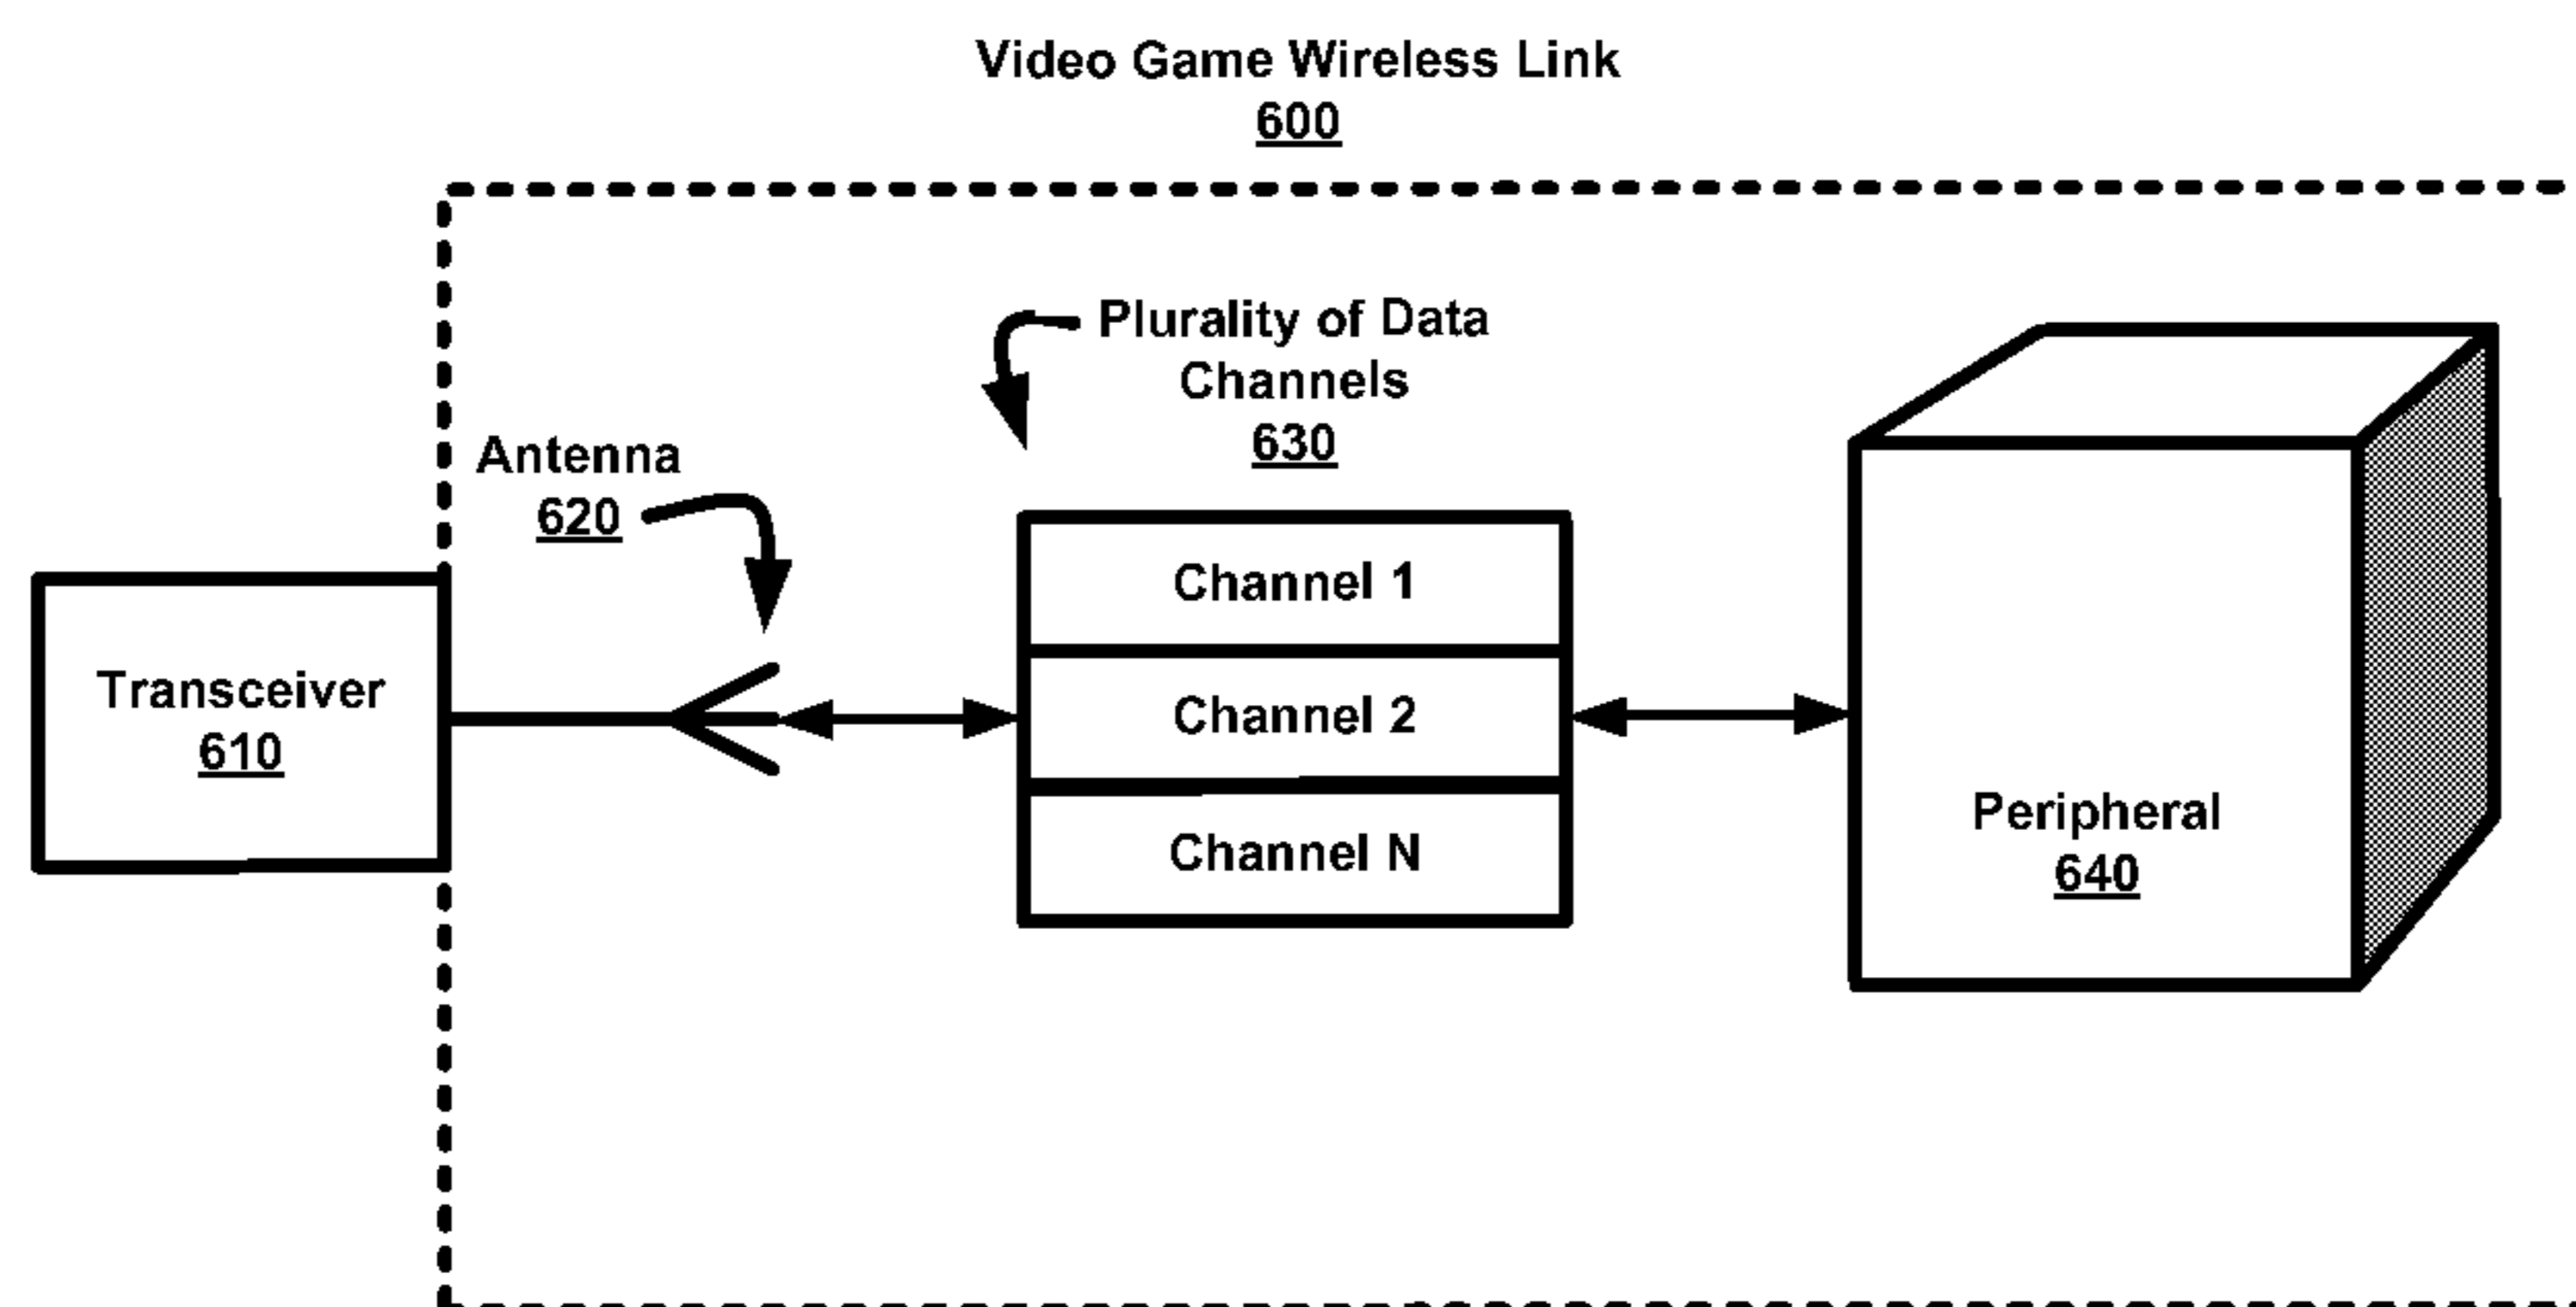 Video Game Wireless Link
600
Plurality of Data
Channels
630
Antenna
620
Transceiver
610
Channel 1
Channel 2
Channel N
Peripheral
640